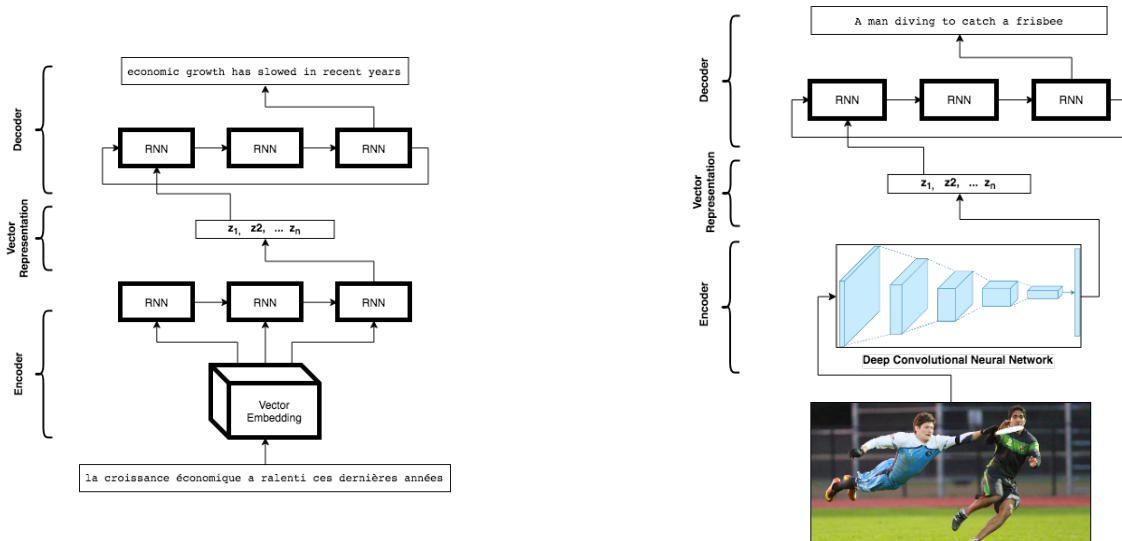 economic growth has slowed in recent years
Decoder
RNN
RNN
RNN
Vector
Representation
z1, z2, ... zn
RNN
RNN
RNN
Encoder
Vector
Embedding
la croissance économique a ralenti ces dernières années
A man diving to catch a frisbee
Decoder
RNN
RNN
RNN
Vector
Representation
z1, z2, ... zn
Encoder
Deep Convolutional Neural Network